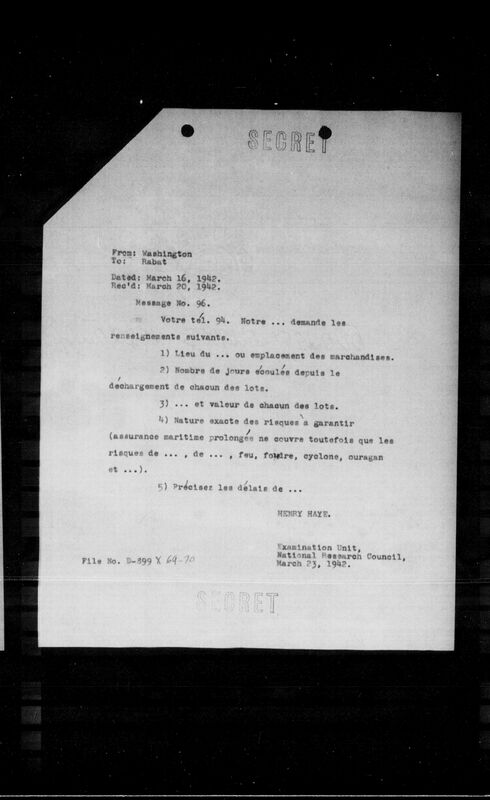 SECRET
From: Washington
To: Rabat
Dated: March 16, 1942.
Rec'd: March 20, 1942.
Message No. 96.
Votre tél. 94. Notre ... demande les
renseignements suivants.
1) Lieu du ... ou emplacement des marchandises.
2) Nombre de jours écoulés depuis le
déchargement de chacun des lots.
3) ... et valeur de chacun des lots.
4) Nature exacte des risques à garantir
(assurance maritime prolongée ne couvre toutefois que les
risques de ... , de ... , feu, foudre, cyclone, ouragan
et ...).
5) Précisez les délais de ...
HENRY HAYE.
Examination Unit,
National Research Council,
March 23, 1942.
File No. D-899 X 69-70
SECRET